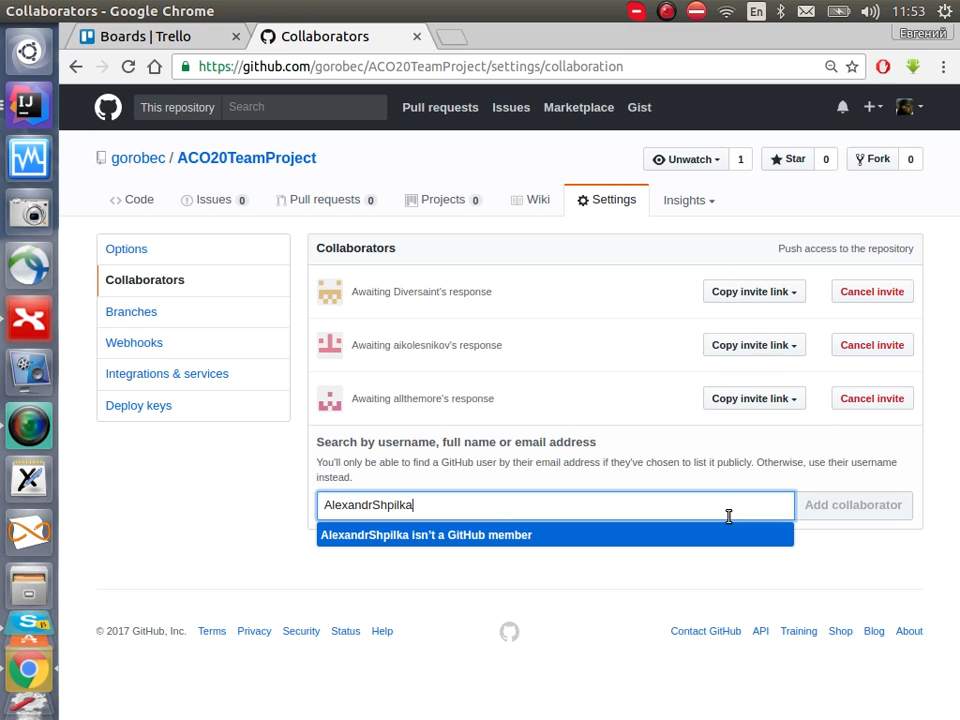 Collaborators - Google Chrome
En
11:53
Boards | Trello
Collaborators
Евгений
https://github.com/gorobec/ACO20TeamProject/settings/collaboration
This repository Search
Pull requests Issues Marketplace Gist
gorobec / ACO20TeamProject
Unwatch 1
Star 0
Fork 0
Code
Issues 0
Pull requests 0
Projects 0
Wiki
Settings
Insights
Options
Collaborators
Branches
Webhooks
Integrations & services
Deploy keys
Collaborators
Push access to the repository
Awaiting Diversaint's response
Copy invite link
Cancel invite
Awaiting aikolesnikov's response
Copy invite link
Cancel invite
Awaiting allthemore's response
Copy invite link
Cancel invite
Search by username, full name or email address
You'll only be able to find a GitHub user by their email address if they've chosen to list it publicly. Otherwise, use their username
instead.
AlexandrShpilka
Add collaborator
AlexandrShpilka isn't a GitHub member
© 2017 GitHub, Inc. Terms Privacy Security Status Help
Contact GitHub API Training Shop Blog About